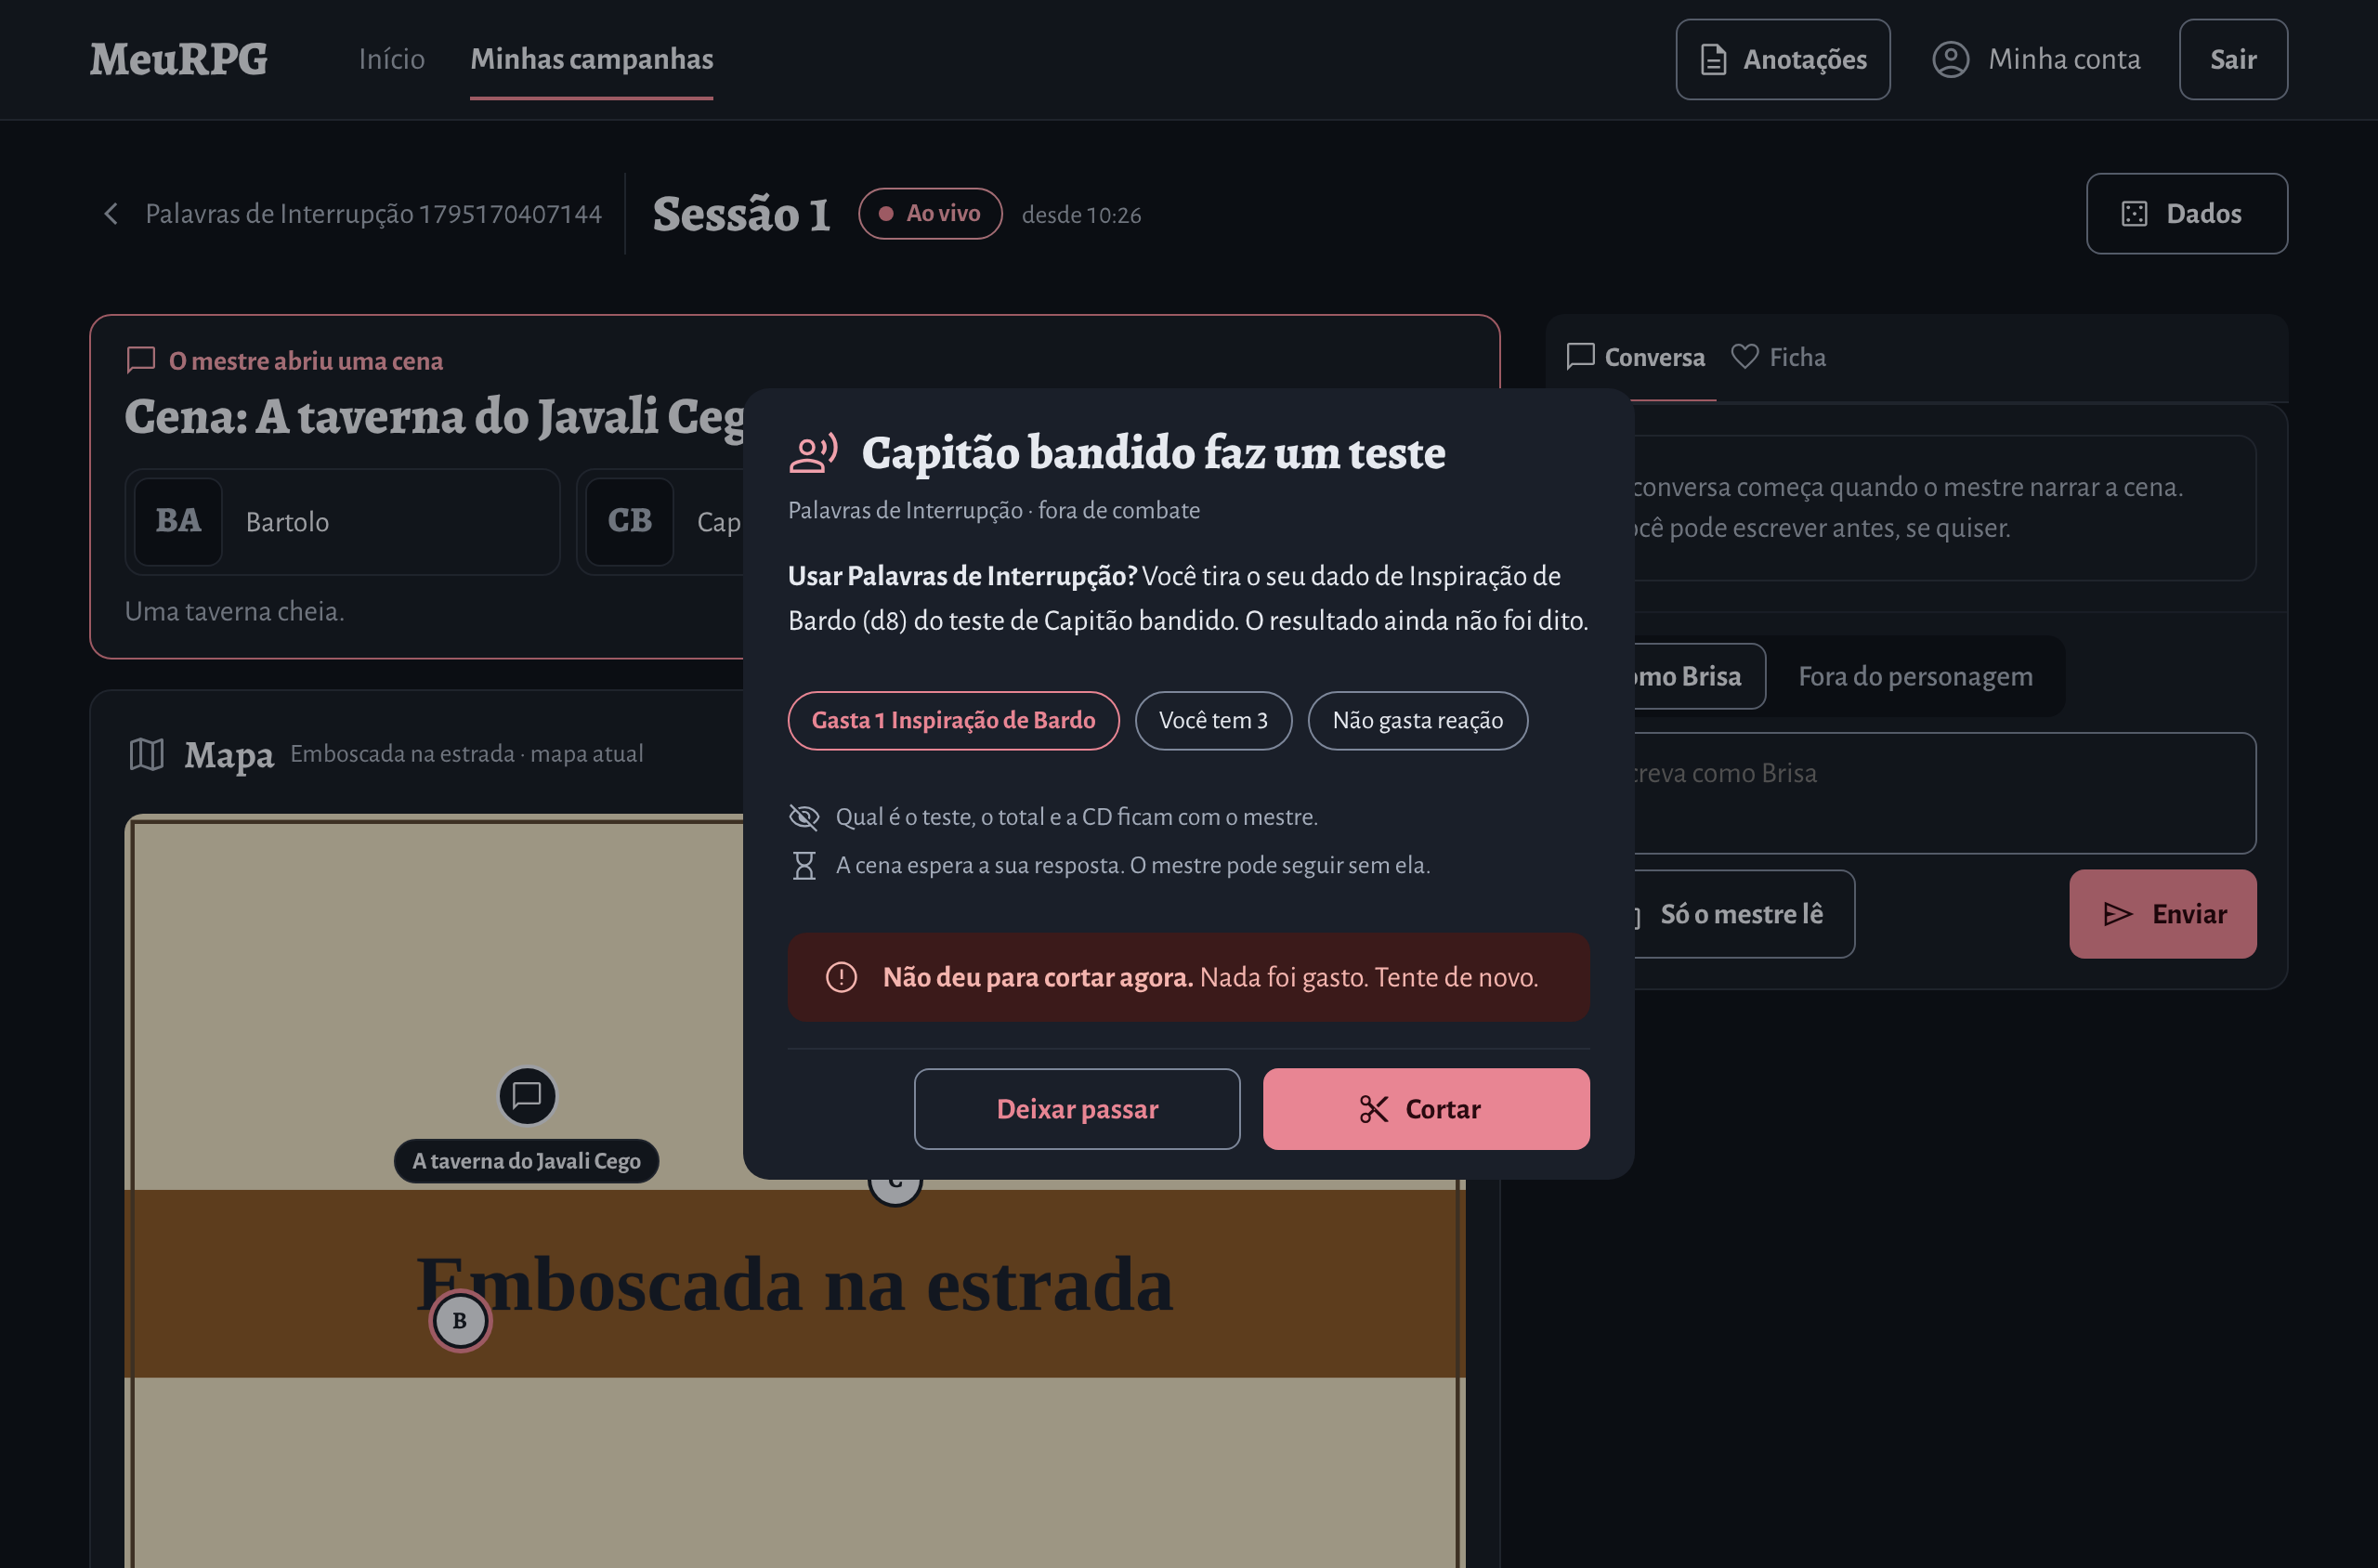 MeuRPG
Início
Minhas campanhas
Anotações
Minha conta
Sair
Palavras de Interrupção 1795170407144
Sessão 1
Ao vivo
desde 10:26
Dados
O mestre abriu uma cena
Cena: A taverna do Javali Ceg
BA
Bartolo
CB
Cap
Uma taverna cheia.
Mapa
Emboscada na estrada · mapa atual
A taverna do Javali Cego
Emboscada na estrada
B
Conversa
Ficha
conversa começa quando o mestre narrar a cena.
ocê pode escrever antes, se quiser.
omo Brisa
Fora do personagem
creva como Brisa
Só o mestre lê
Enviar
Capitão bandido faz um teste
Palavras de Interrupção · fora de combate
Usar Palavras de Interrupção? Você tira o seu dado de Inspiração de
Bardo (d8) do teste de Capitão bandido. O resultado ainda não foi dito.
Gasta 1 Inspiração de Bardo
Você tem 3
Não gasta reação
Qual é o teste, o total e a CD ficam com o mestre.
A cena espera a sua resposta. O mestre pode seguir sem ela.
Não deu para cortar agora. Nada foi gasto. Tente de novo.
Deixar passar
Cortar